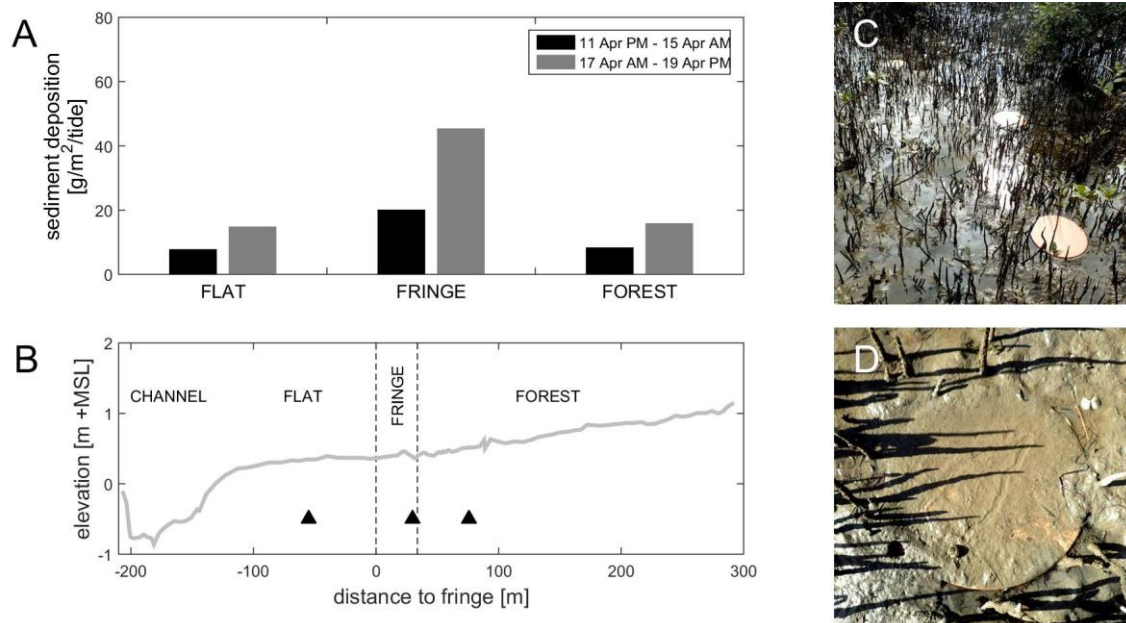 A
sediment deposition
[g/m²/tide]
80
60
40
20
0
11 Apr PM - 15 Apr AM
17 Apr AM - 19 Apr PM
FLAT
FRINGE
FOREST
B
elevation [m +MSL]
2
1
0
-1
CHANNEL
FLAT
FRINGE
FOREST
-200
-100
0
100
200
300
distance to fringe [m]
C
D